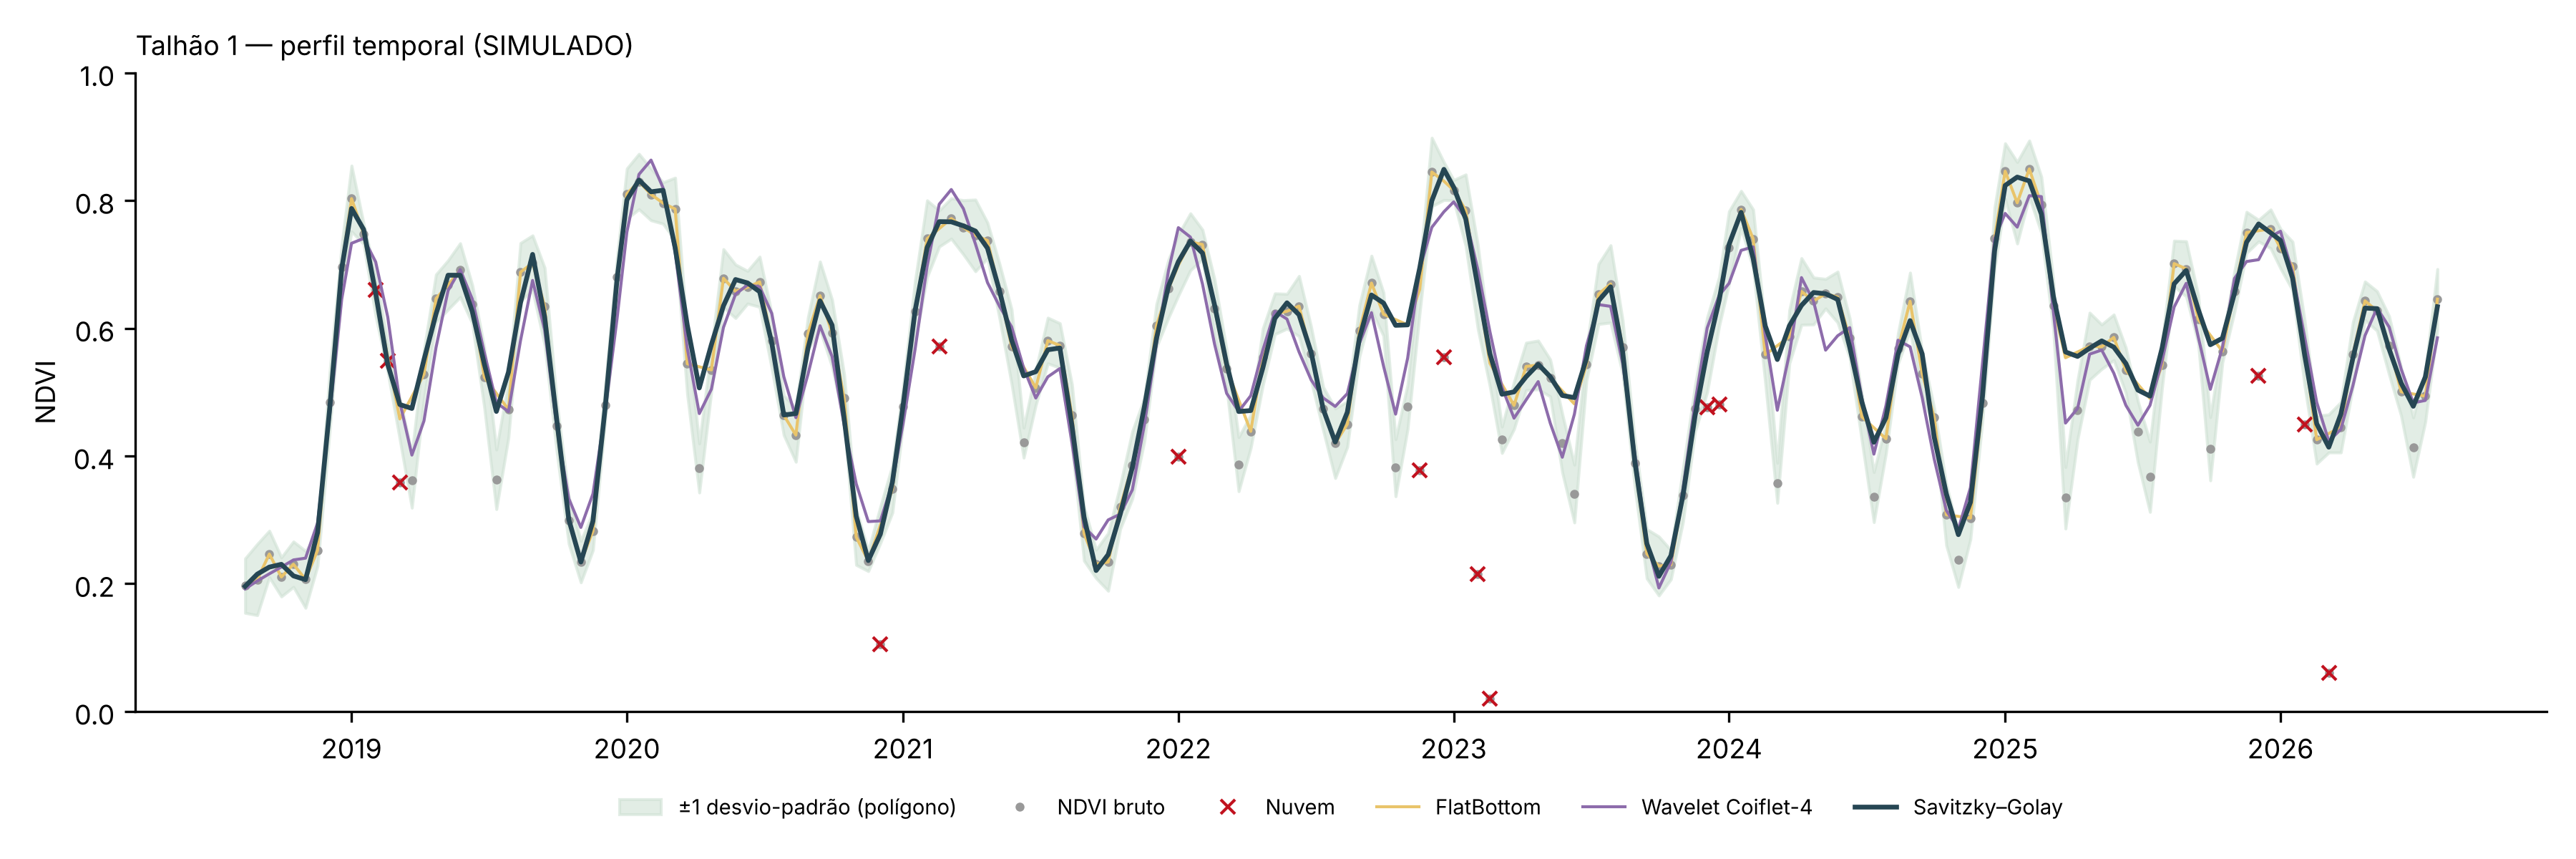 Talhão 1 — perfil temporal (SIMULADO)
1.0
0.8
0.6
0.4
0.2
0.0
NDVI
2019 2020 2021 2022 2023 2024 2025 2026
±1 desvio-padrão (polígono) NDVI bruto Nuvem FlatBottom Wavelet Coiflet-4 Savitzky–Golay